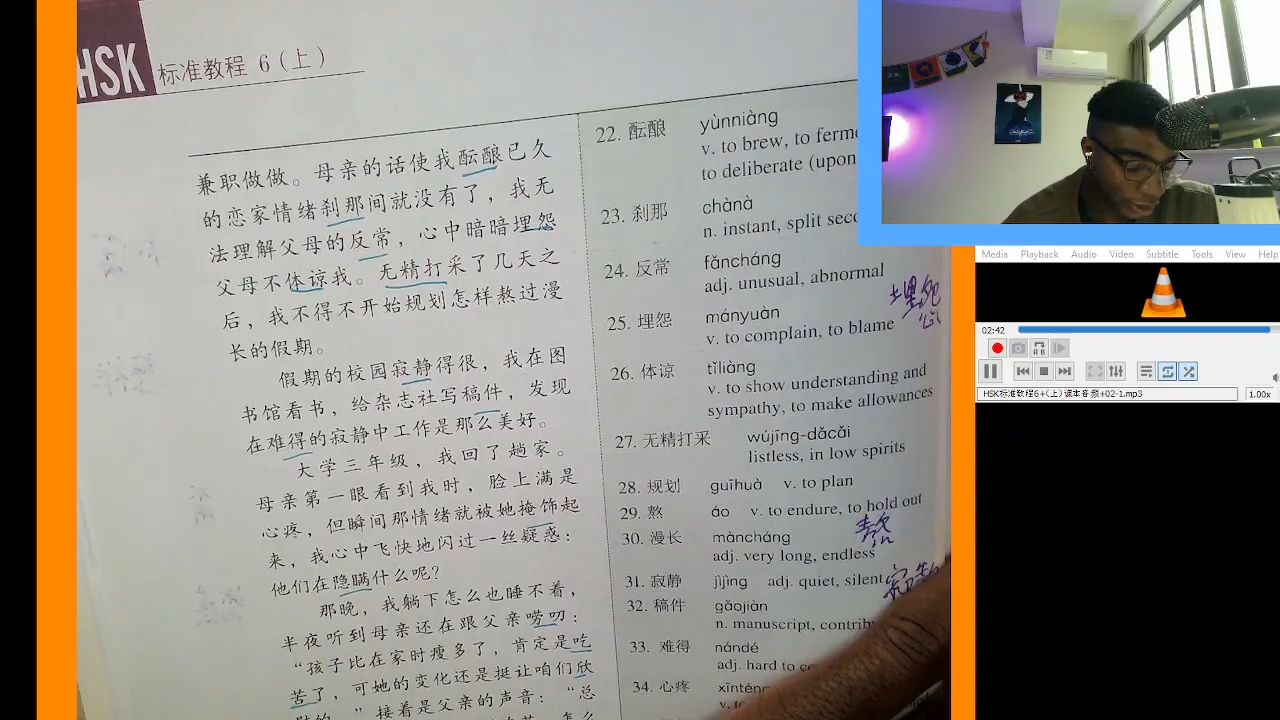 HSK
标准教程 6（上）
兼职做做。母亲的话使我酝酿已久
的恋家情绪刹那间就没有了，我无
法理解父母的反常，心中暗暗埋怨
父母不体谅我。无精打采了几天之
后，我不得不开始规划怎样熬过漫
长的假期。
假期的校园寂静得很，我在图
书馆看书，给杂志社写稿件，发现
在难得的寂静中工作是那么美好。
大学三年级，我回了趟家。
母亲第一眼看到我时，脸上满是
心疼，但瞬间那情绪就被她掩饰起
来，我心中飞快地闪过一丝疑惑：
他们在隐瞒什么呢？
那晚，我躺下怎么也睡不着，
半夜听到母亲还在跟父亲唠叨：
“孩子比在家时瘦多了，肯定是吃
苦了，可她的变化还是挺让咱们欣
慰的。”接着是父亲的声音：“总
22. 酝酿 yùnniàng
v. to brew, to
to deliberate (upon
23. 刹那 chànà
n. instant, split
24. 反常 fǎncháng
adj. unusual, abnormal
25. 埋怨 mányuàn
v. to complain, to blame
埋怨
26. 体谅 tǐliàng
v. to show understanding and
sympathy, to make allowances
27. 无精打采 wújīng-dǎcǎi
listless, in low spirits
28. 规划 guīhuà v. to plan
29. 熬 áo v. to endure, to hold out
熬
30. 漫长 màncháng
adj. very long, endless
31. 寂静 jìjìng adj. quiet, silent
32. 稿件 gǎojiàn
n. manuscript,
33. 难得 nándé
adj. hard to
34. 心疼
Media Playback Audio Video Subtitle Tools View Help
02:42
HSK标准教程6+(上)课本音频+02-1.mp3
1.00x